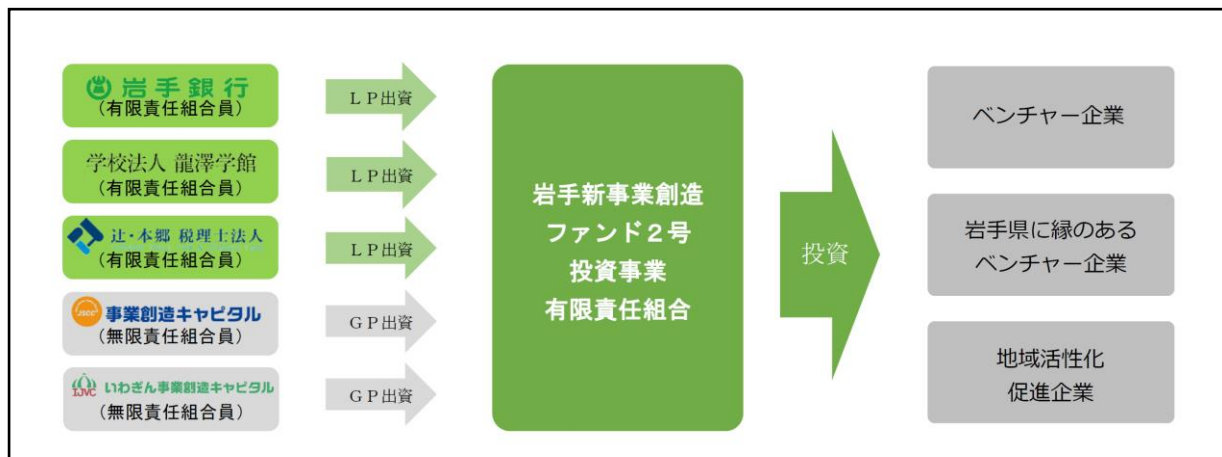 岩手銀行
(有限責任組合員)
LP出資
学校法人 龍澤学館
(有限責任組合員)
LP出資
辻・本郷 税理士法人
(有限責任組合員)
LP出資
JSCC 事業創造キャピタル
(無限責任組合員)
GP出資
IJVC いわぎん事業創造キャピタル
(無限責任組合員)
GP出資
岩手新事業創造
ファンド2号
投資事業
有限責任組合
投資
ベンチャー企業
岩手県に縁のある
ベンチャー企業
地域活性化
促進企業